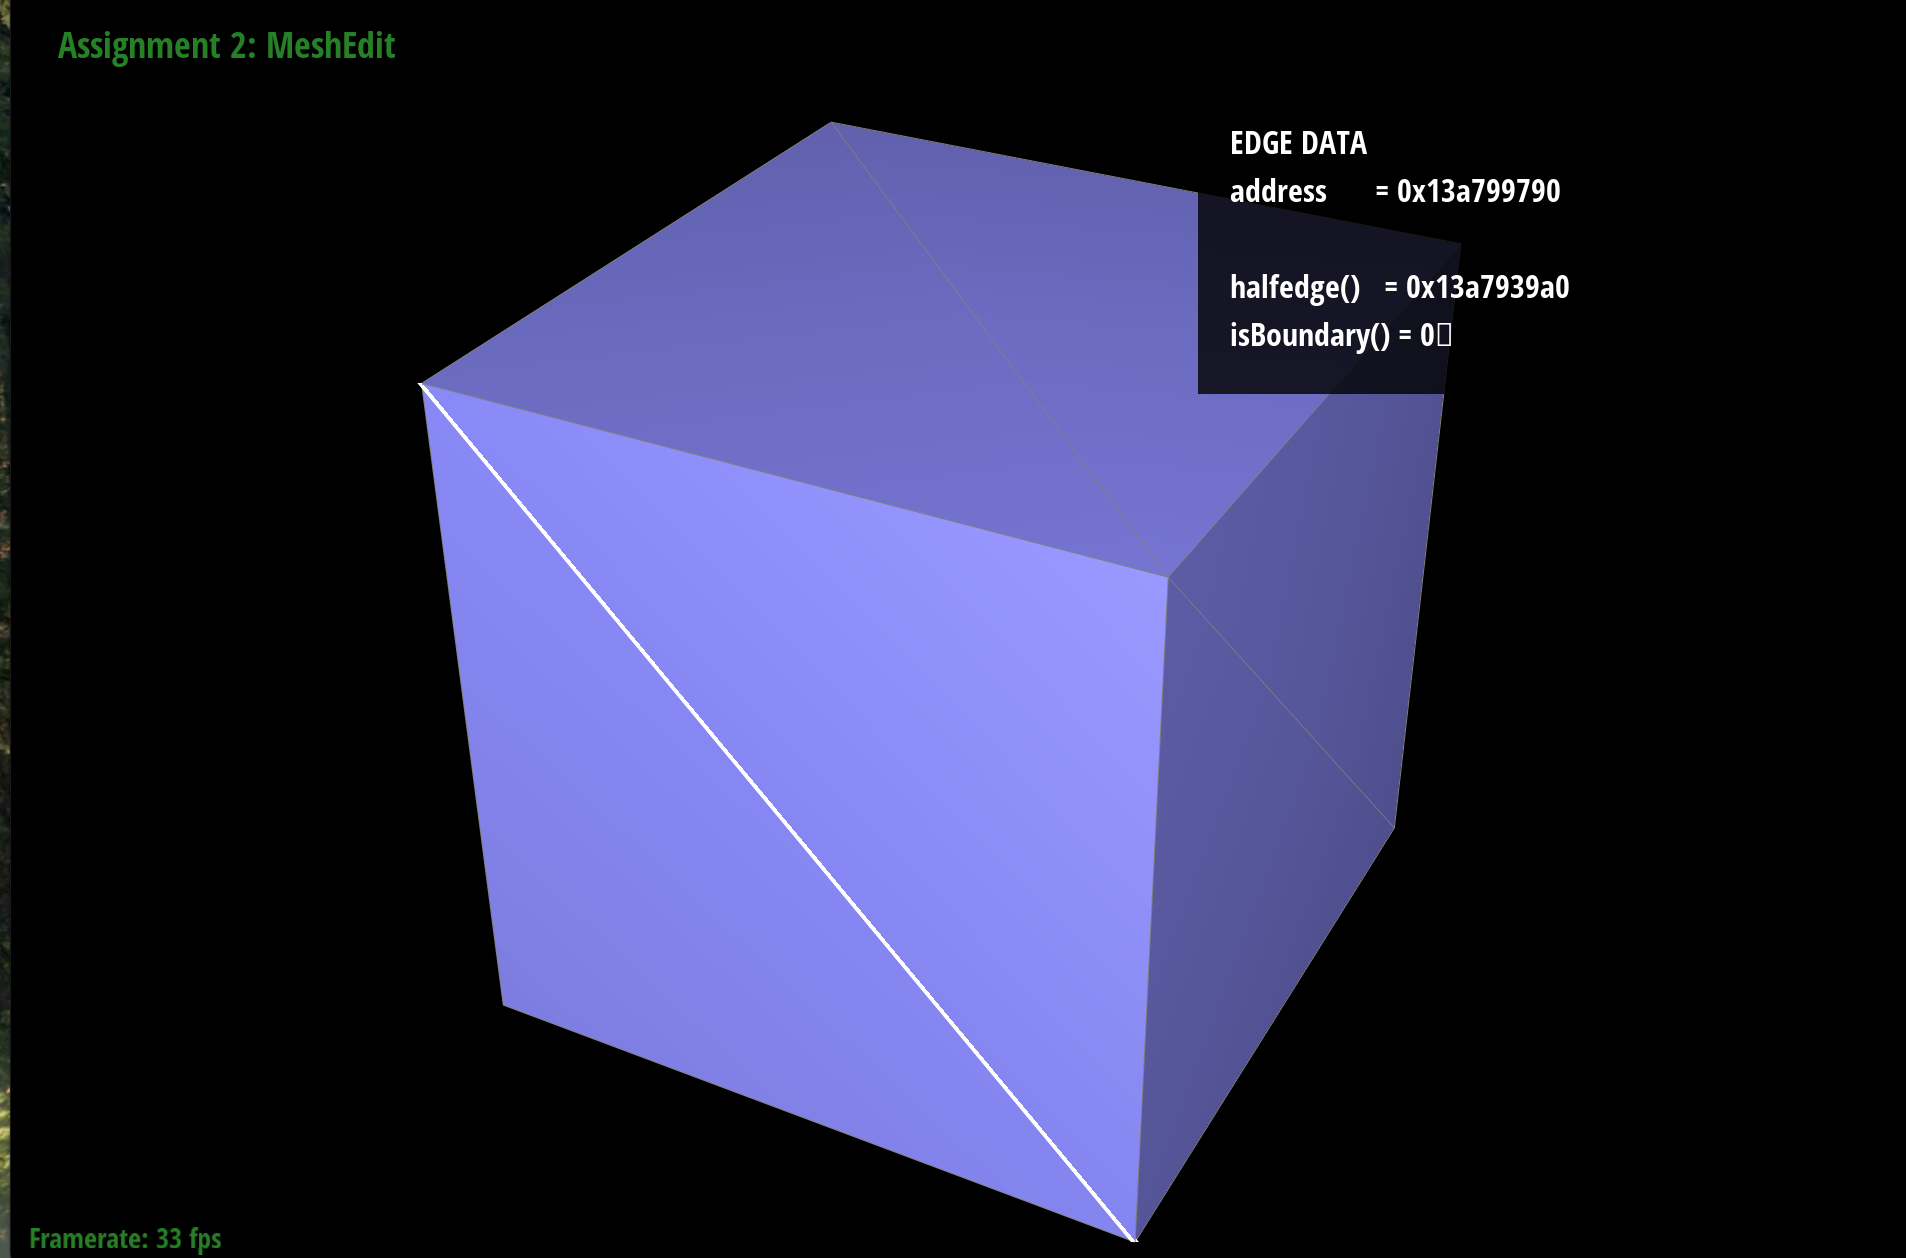 Assignment 2: MeshEdit
EDGE DATA
address = 0x13a799790
halfedge() = 0x13a7939a0
isBoundary() = 0
Framerate: 33 fps